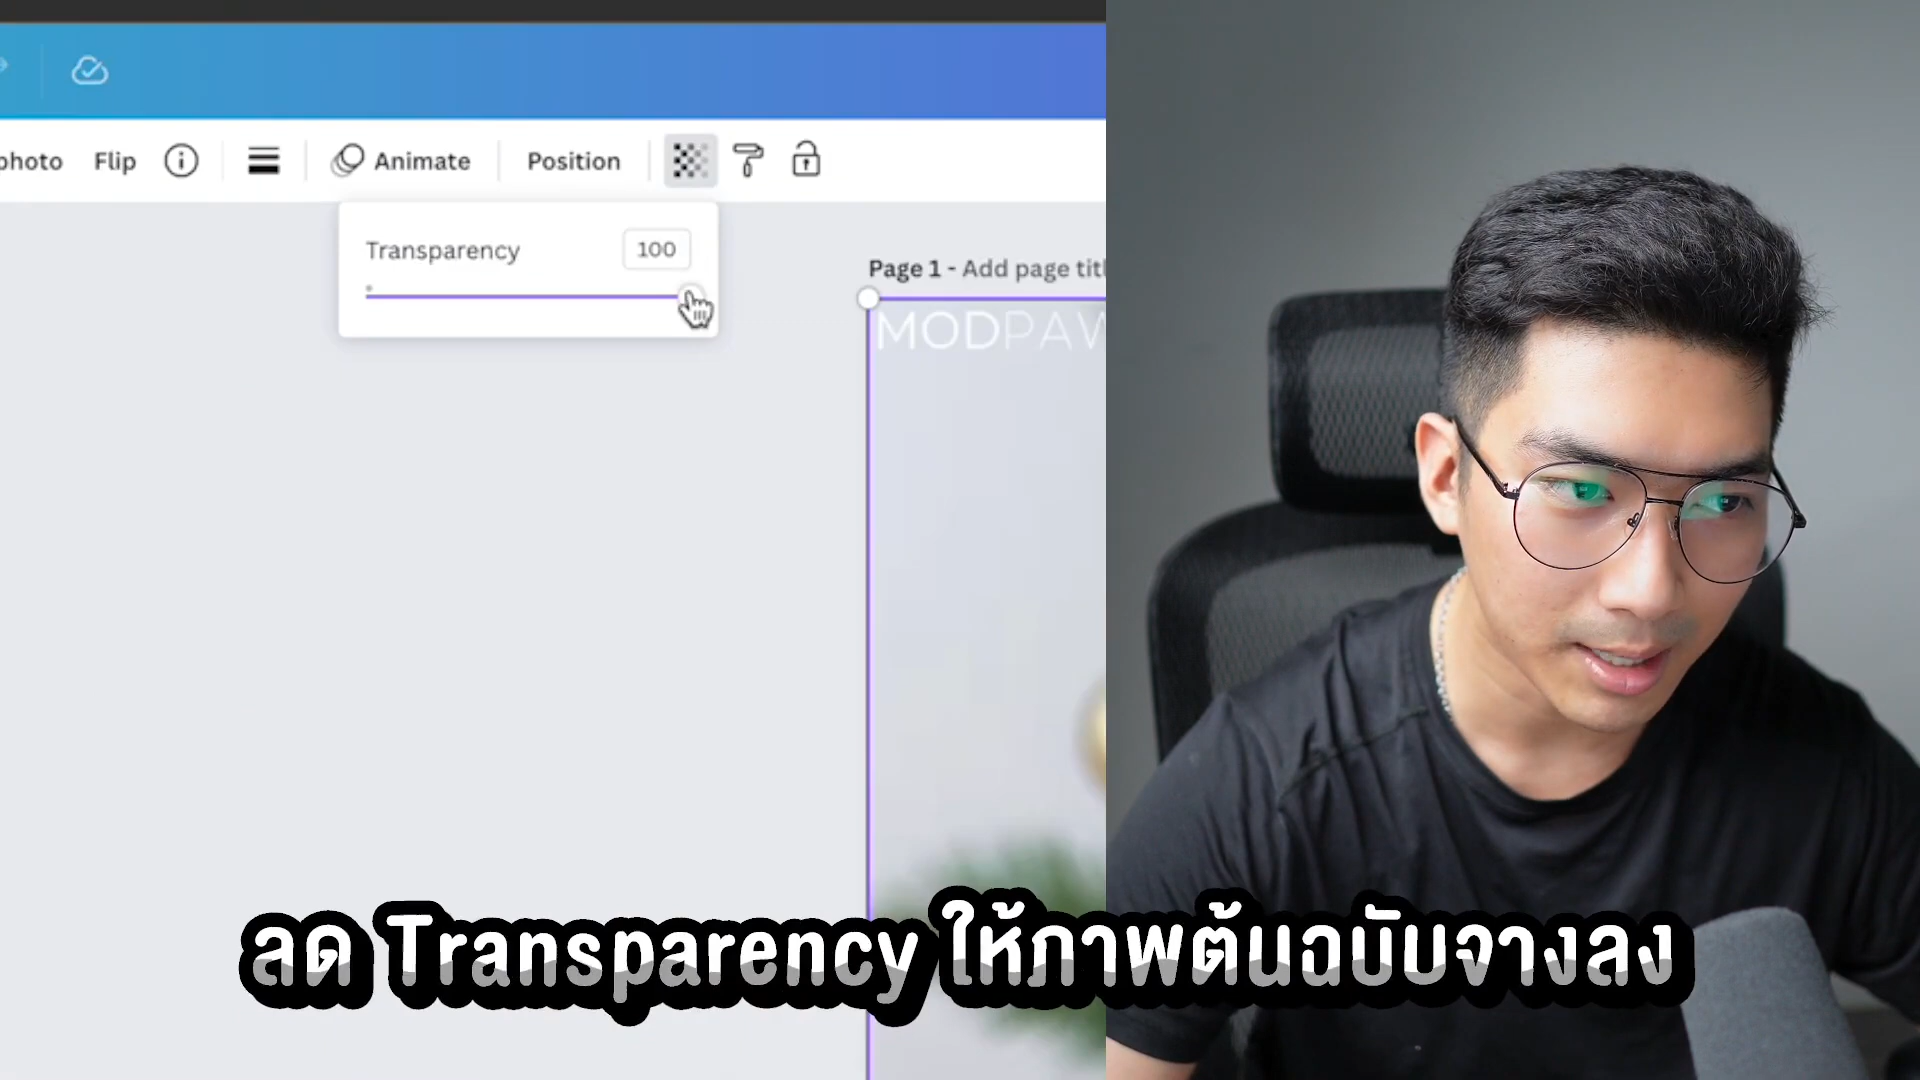 photo Flip Animate Position
Transparency 100
Page 1 - Add page titl
MODPAW
ลด Transparency ให้ภาพต้นฉบับจางลง